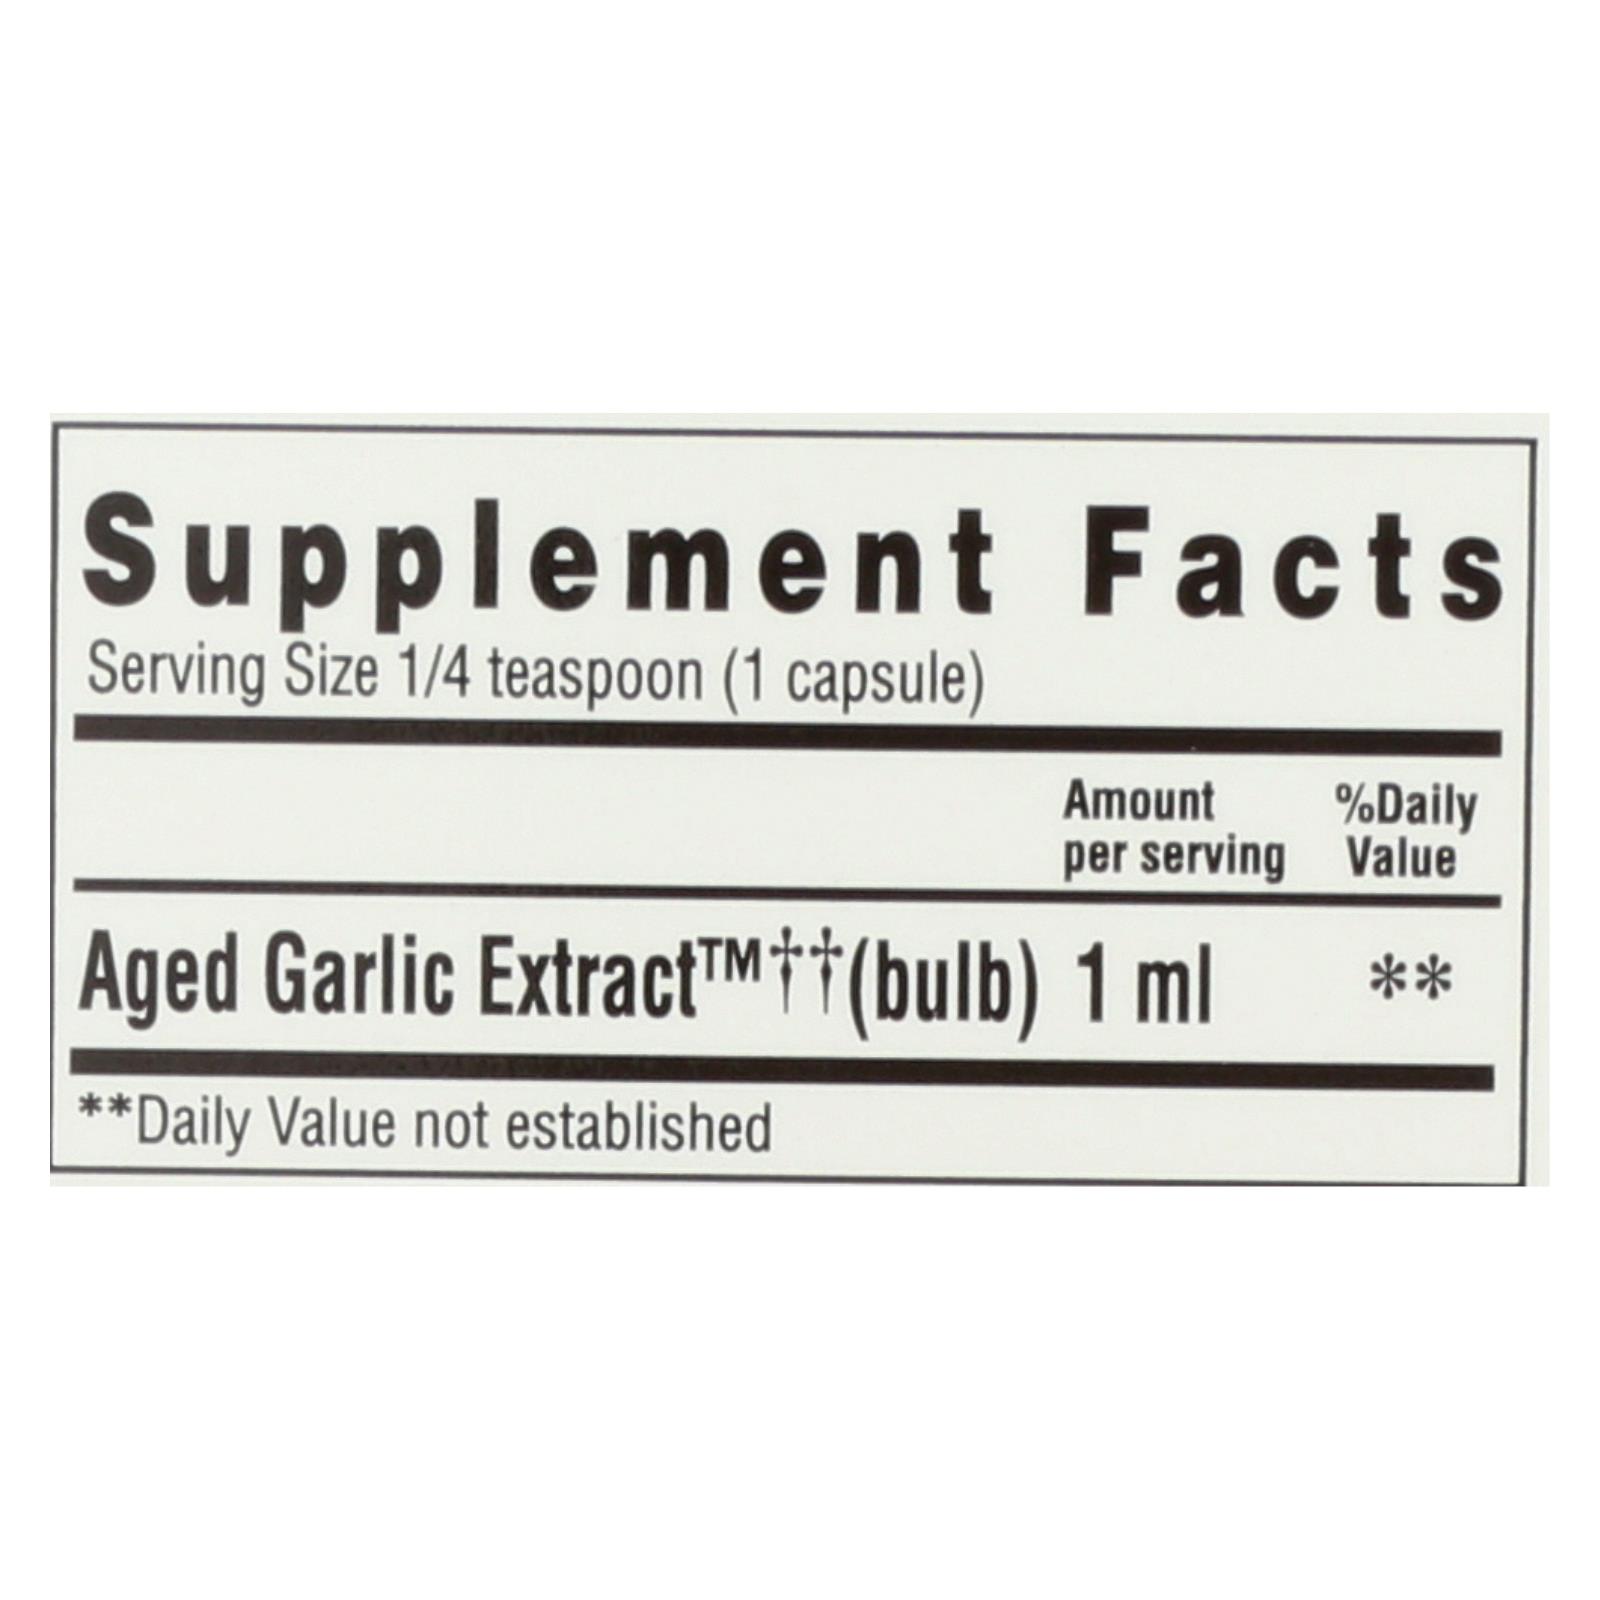 Supplement Facts
Serving Size 1/4 teaspoon (1 capsule)
Amount per serving %Daily Value
Aged Garlic Extract™††(bulb) 1 ml **
**Daily Value not established